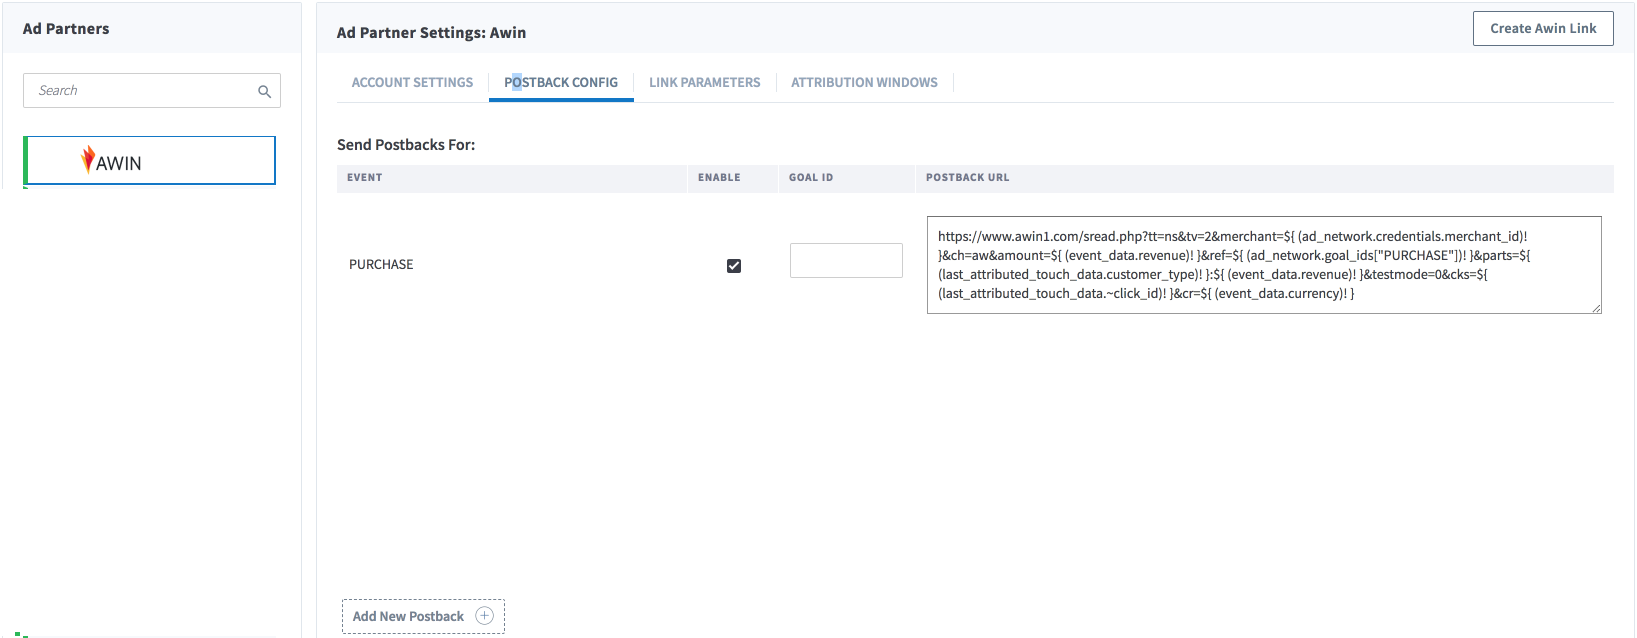 Ad Partners
Search
AWIN
Ad Partner Settings: Awin
Create Awin Link
ACCOUNT SETTINGS
POSTBACK CONFIG
LINK PARAMETERS
ATTRIBUTION WINDOWS
Send Postbacks For:
EVENT ENABLE GOAL ID POSTBACK URL
PURCHASE
https://www.awin1.com/sread.php?tt=ns&tv=2&merchant=${ (ad_network.credentials.merchant_id)!
}&ch=aw&amount=${ (event_data.revenue)! }&ref=${ (ad_network.goal_ids["PURCHASE"])! }&parts=${
(last_attributed_touch_data.customer_type)! }:${ (event_data.revenue)! }&testmode=0&cks=${
(last_attributed_touch_data.~click_id)! }&cr=${ (event_data.currency)! }
Add New Postback